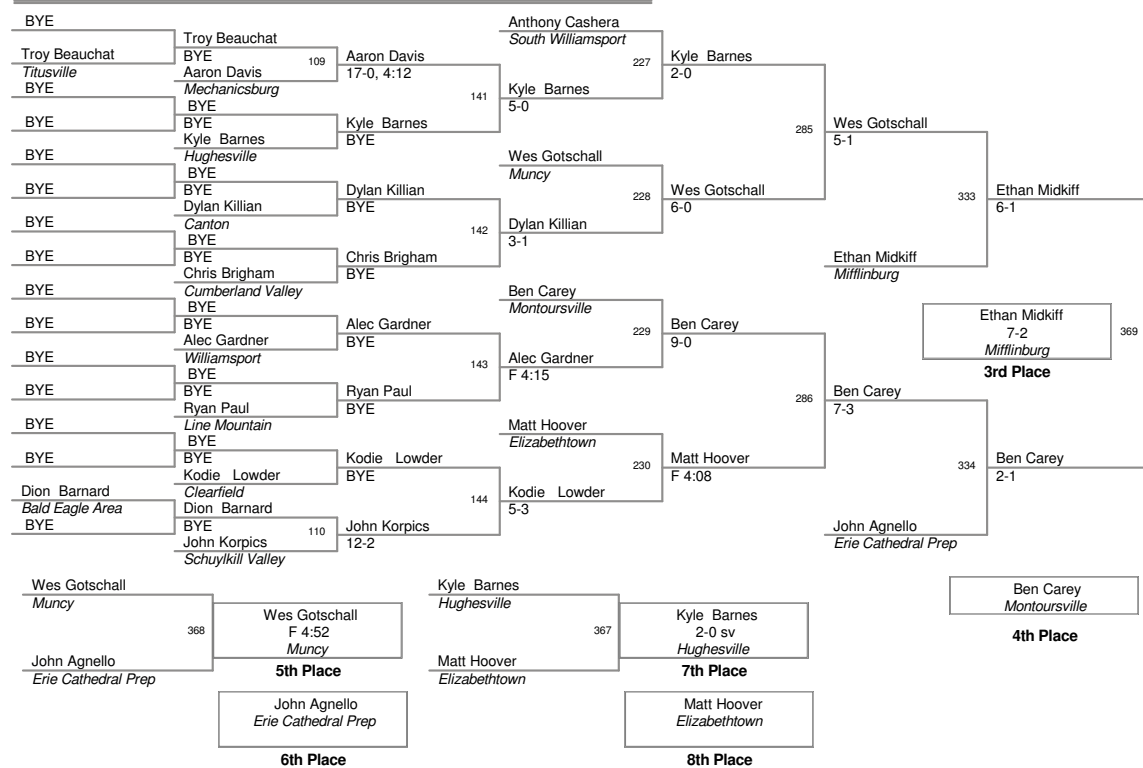 BYE
Troy Beauchat
Titusville
BYE
BYE
BYE
BYE
BYE
BYE
BYE
BYE
BYE
BYE
BYE
BYE
Dion Barnard
Bald Eagle Area
BYE
Troy Beauchat
BYE
109
Aaron Davis
Mechanicsburg
BYE
BYE
Kyle Barnes
Hughesville
BYE
BYE
Dylan Killian
Canton
BYE
BYE
Chris Brigham
Cumberland Valley
BYE
BYE
Alec Gardner
Williamsport
BYE
BYE
Ryan Paul
Line Mountain
BYE
BYE
Kodie Lowder
Clearfield
Dion Barnard
BYE
110
John Korpics
Schuylkill Valley
Aaron Davis
17-0, 4:12
141
Kyle Barnes
BYE
Dylan Killian
BYE
142
Chris Brigham
BYE
Alec Gardner
BYE
143
Ryan Paul
BYE
Kodie Lowder
BYE
144
John Korpics
12-2
Anthony Cashera
South Williamsport
227
Kyle Barnes
5-0
Wes Gotschall
Muncy
228
Dylan Killian
3-1
Ben Carey
Montoursville
229
Alec Gardner
F 4:15
Matt Hoover
Elizabethtown
230
Kodie Lowder
5-3
Kyle Barnes
2-0
285
Wes Gotschall
6-0
Ben Carey
9-0
286
Matt Hoover
F 4:08
Wes Gotschall
5-1
333
Ethan Midkiff
Mifflinburg
Ben Carey
7-3
334
John Agnello
Erie Cathedral Prep
Ethan Midkiff
6-1
Ethan Midkiff
7-2
Mifflinburg
369
3rd Place
Ben Carey
2-1
Ben Carey
Montoursville
4th Place
Wes Gotschall
Muncy
368
John Agnello
Erie Cathedral Prep
Wes Gotschall
F 4:52
Muncy
5th Place
John Agnello
Erie Cathedral Prep
6th Place
Kyle Barnes
Hughesville
367
Matt Hoover
Elizabethtown
Kyle Barnes
2-0 sv
Hughesville
7th Place
Matt Hoover
Elizabethtown
8th Place